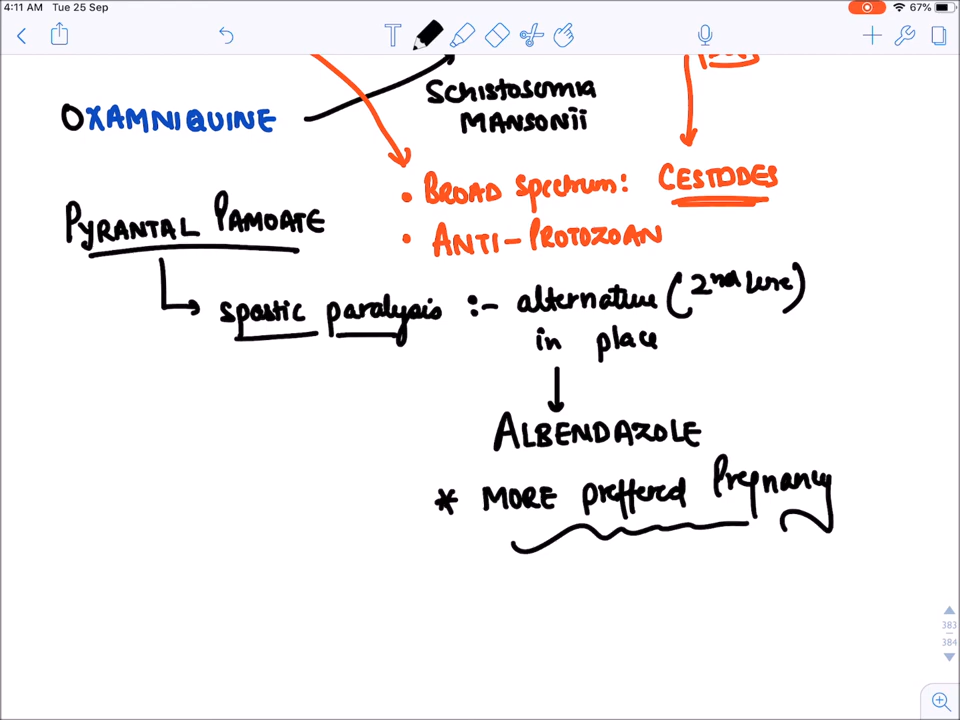 4:11 AM Tue 25 Sep
67%
T
Schistosomia
OXAMNIQUINE
MANSONII
• BROAD Spectrum: CESTODES
PYRANTAL PAMOATE
• ANTI-PROTOZOAN
spastic paralysis :- alternative (2nd line)
in place
ALBENDAZOLE
* MORE preffered Pregnancy
383
384